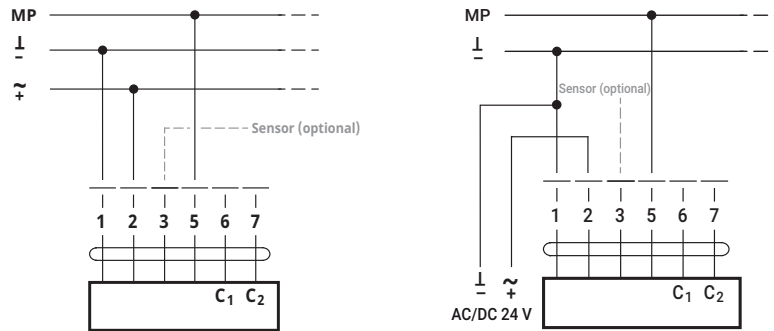 MP
⊥
–
~
+
Sensor (optional)
1 2 3 5 6 7
C1 C2
MP
⊥
–
Sensor (optional)
1 2 3 5 6 7
⊥ ~
– +
AC/DC 24 V
C1 C2